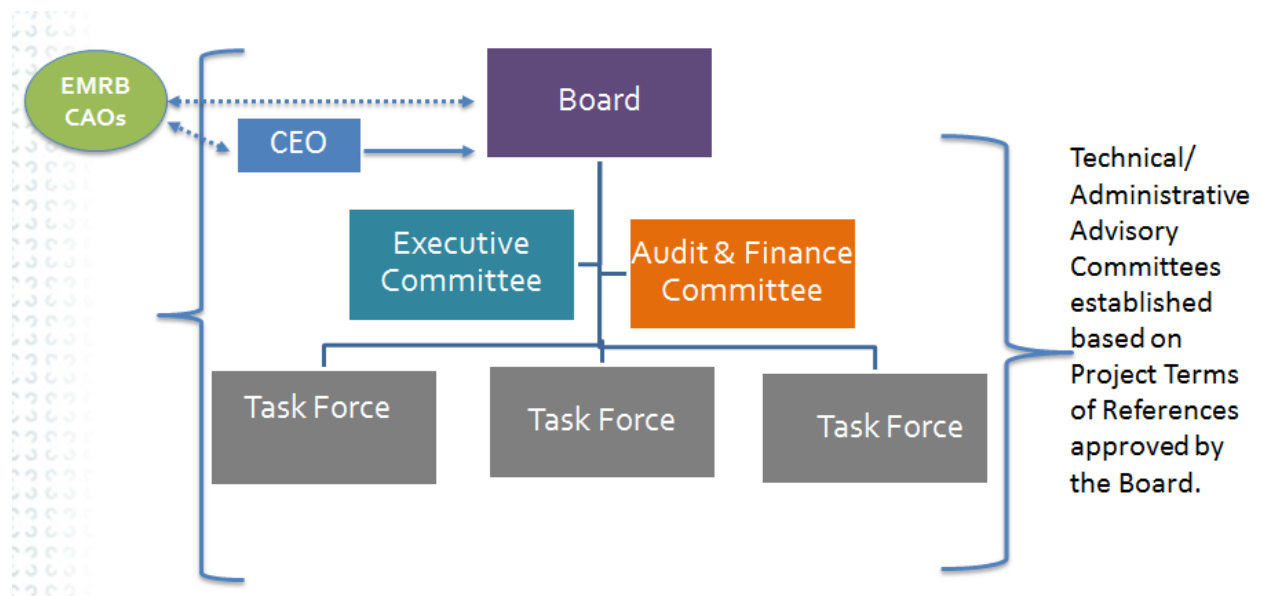 EMRB
CAOs
Board
CEO
Executive
Committee
Audit & Finance
Committee
Task Force
Task Force
Task Force
Technical/
Administrative
Advisory
Committees
established
based on
Project Terms
of References
approved by
the Board.